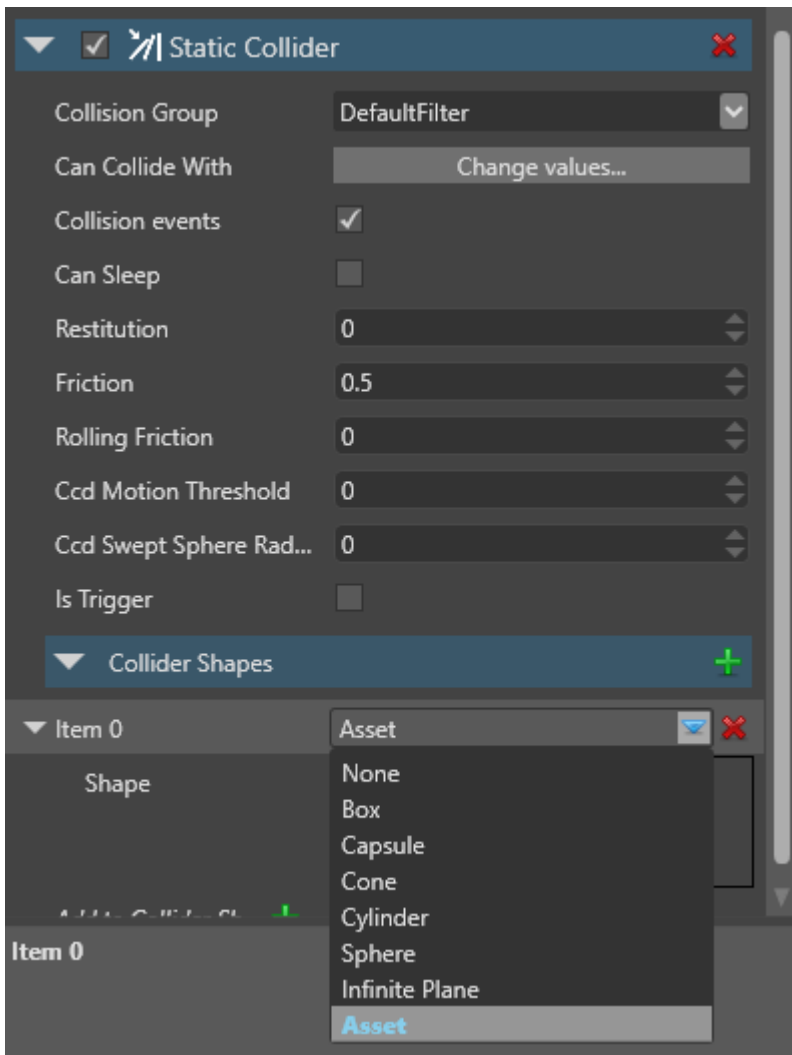 Static Collider
Collision Group DefaultFilter
Can Collide With Change values...
Collision events
Can Sleep
Restitution 0
Friction 0.5
Rolling Friction 0
Ccd Motion Threshold 0
Ccd Swept Sphere Rad... 0
Is Trigger
Collider Shapes
Item 0 Asset
None
Shape
Box
Capsule
Cone
Cylinder
Sphere
Item 0
Infinite Plane
Asset